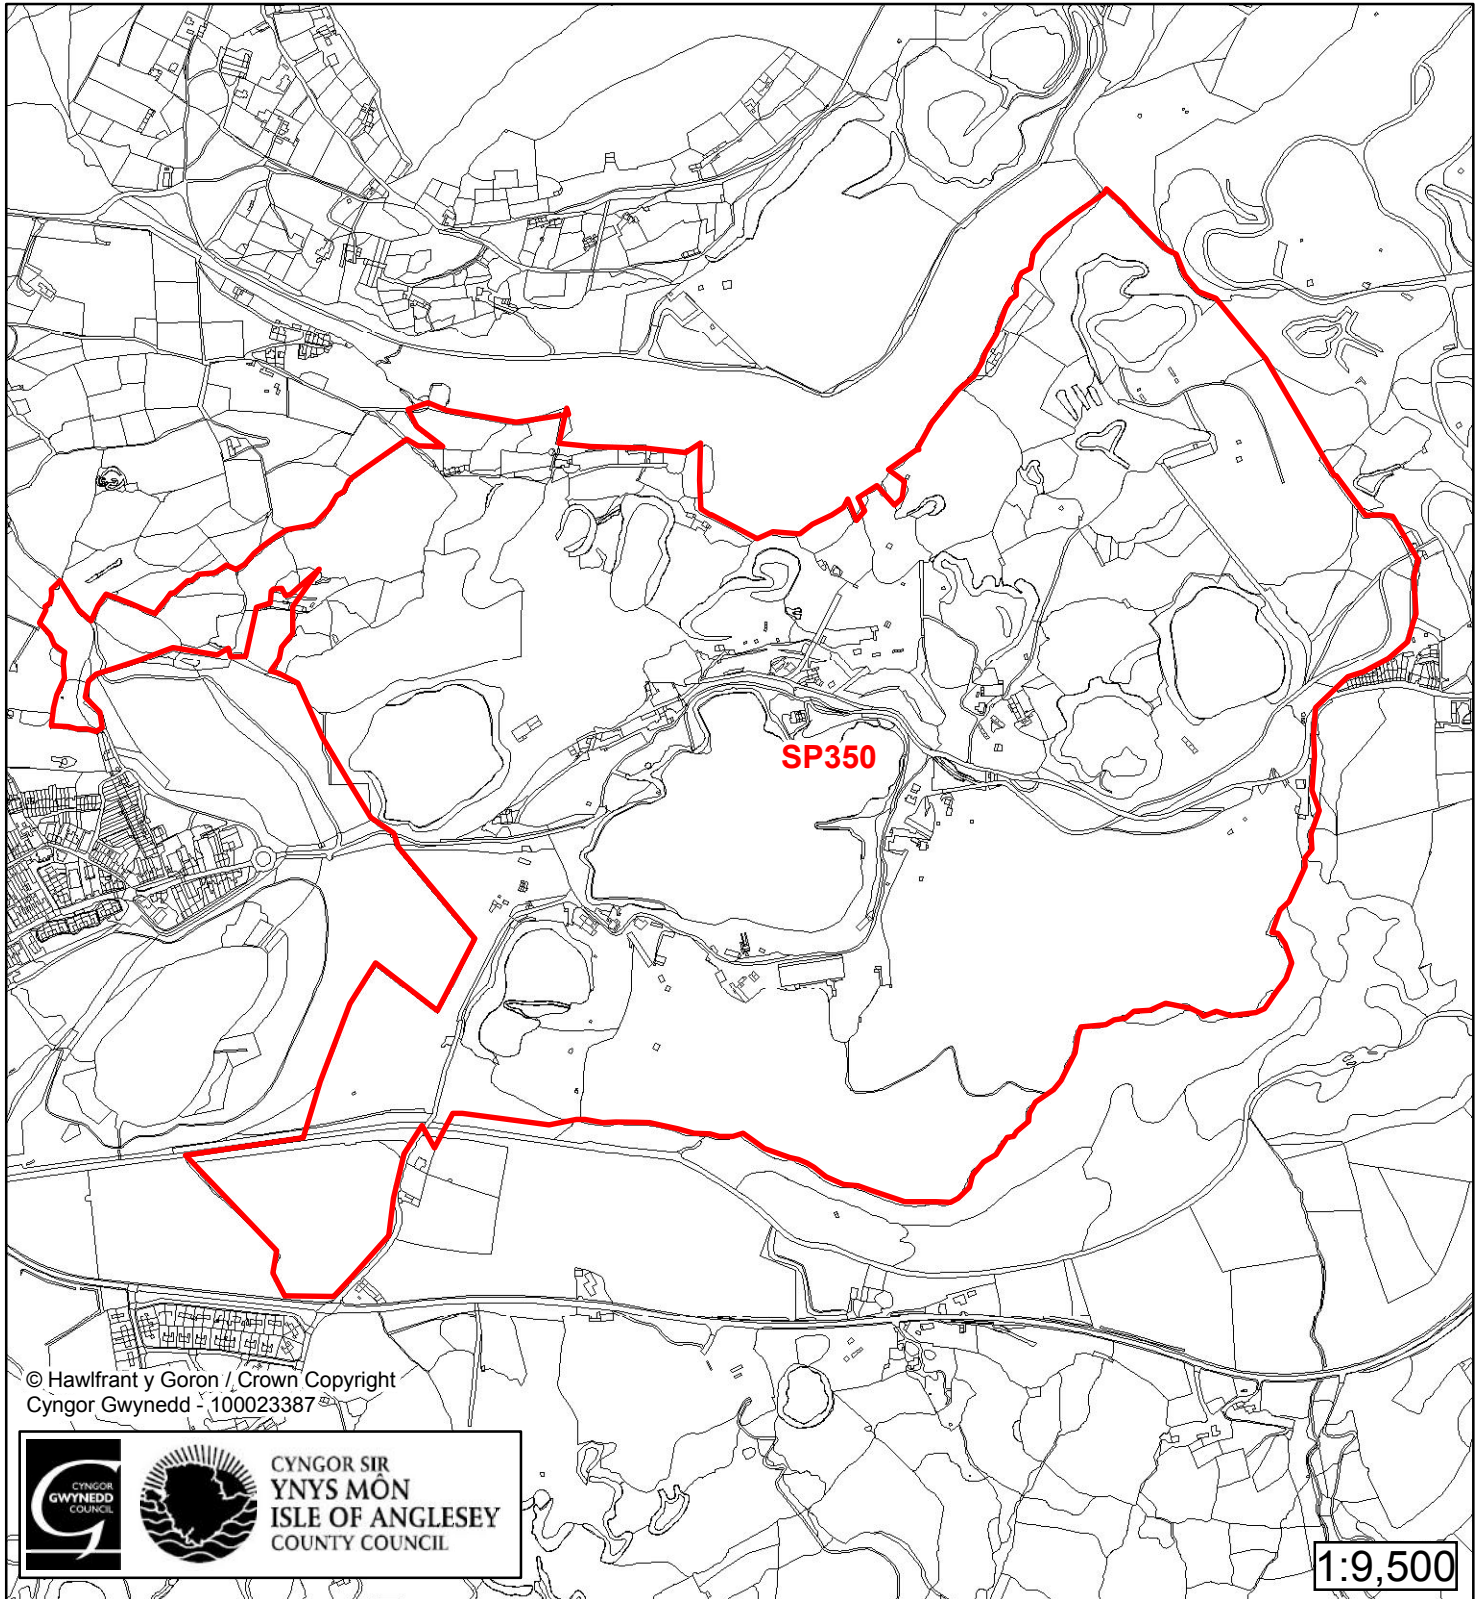 SP350
© Hawlfrant y Goron / Crown Copyright
Cyngor Gwynedd - 100023387
CYNGOR
GWYNEDD
COUNCIL
CYNGOR SIR
YNYS MÔN
ISLE OF ANGLESEY
COUNTY COUNCIL
1:9,500